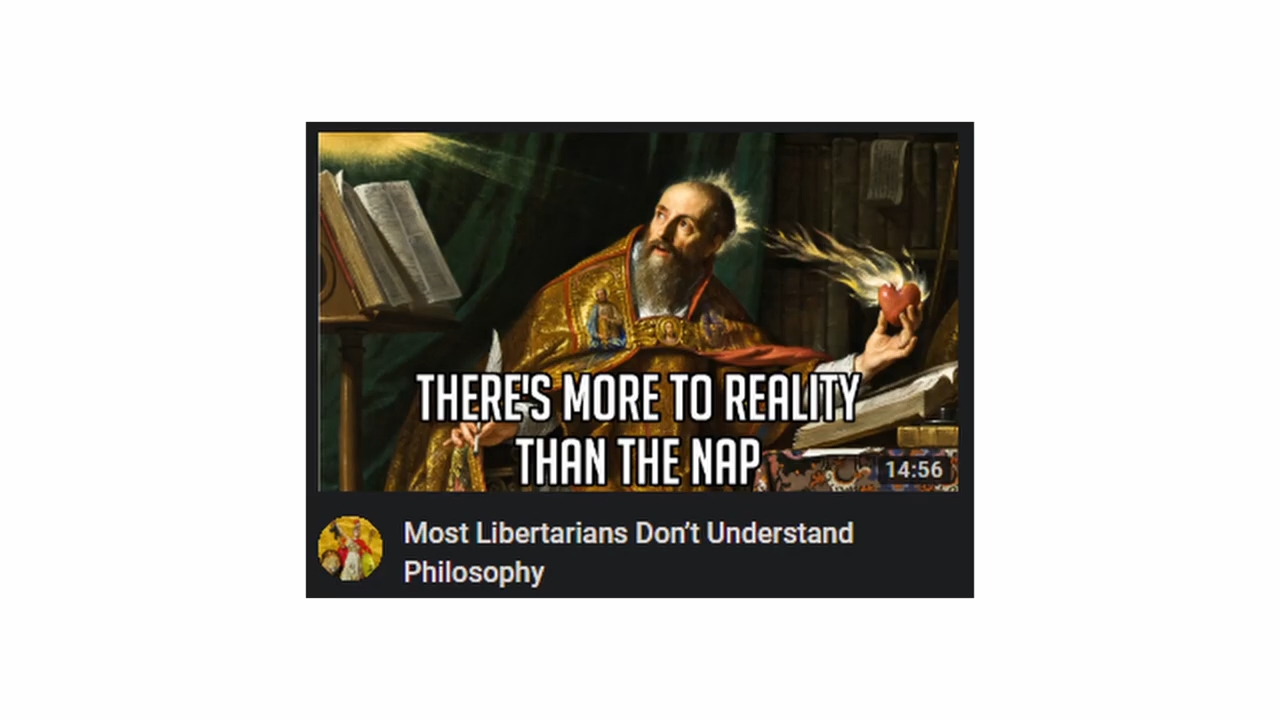 THERE'S MORE TO REALITY
THAN THE NAP
14:56
Most Libertarians Don’t Understand
Philosophy